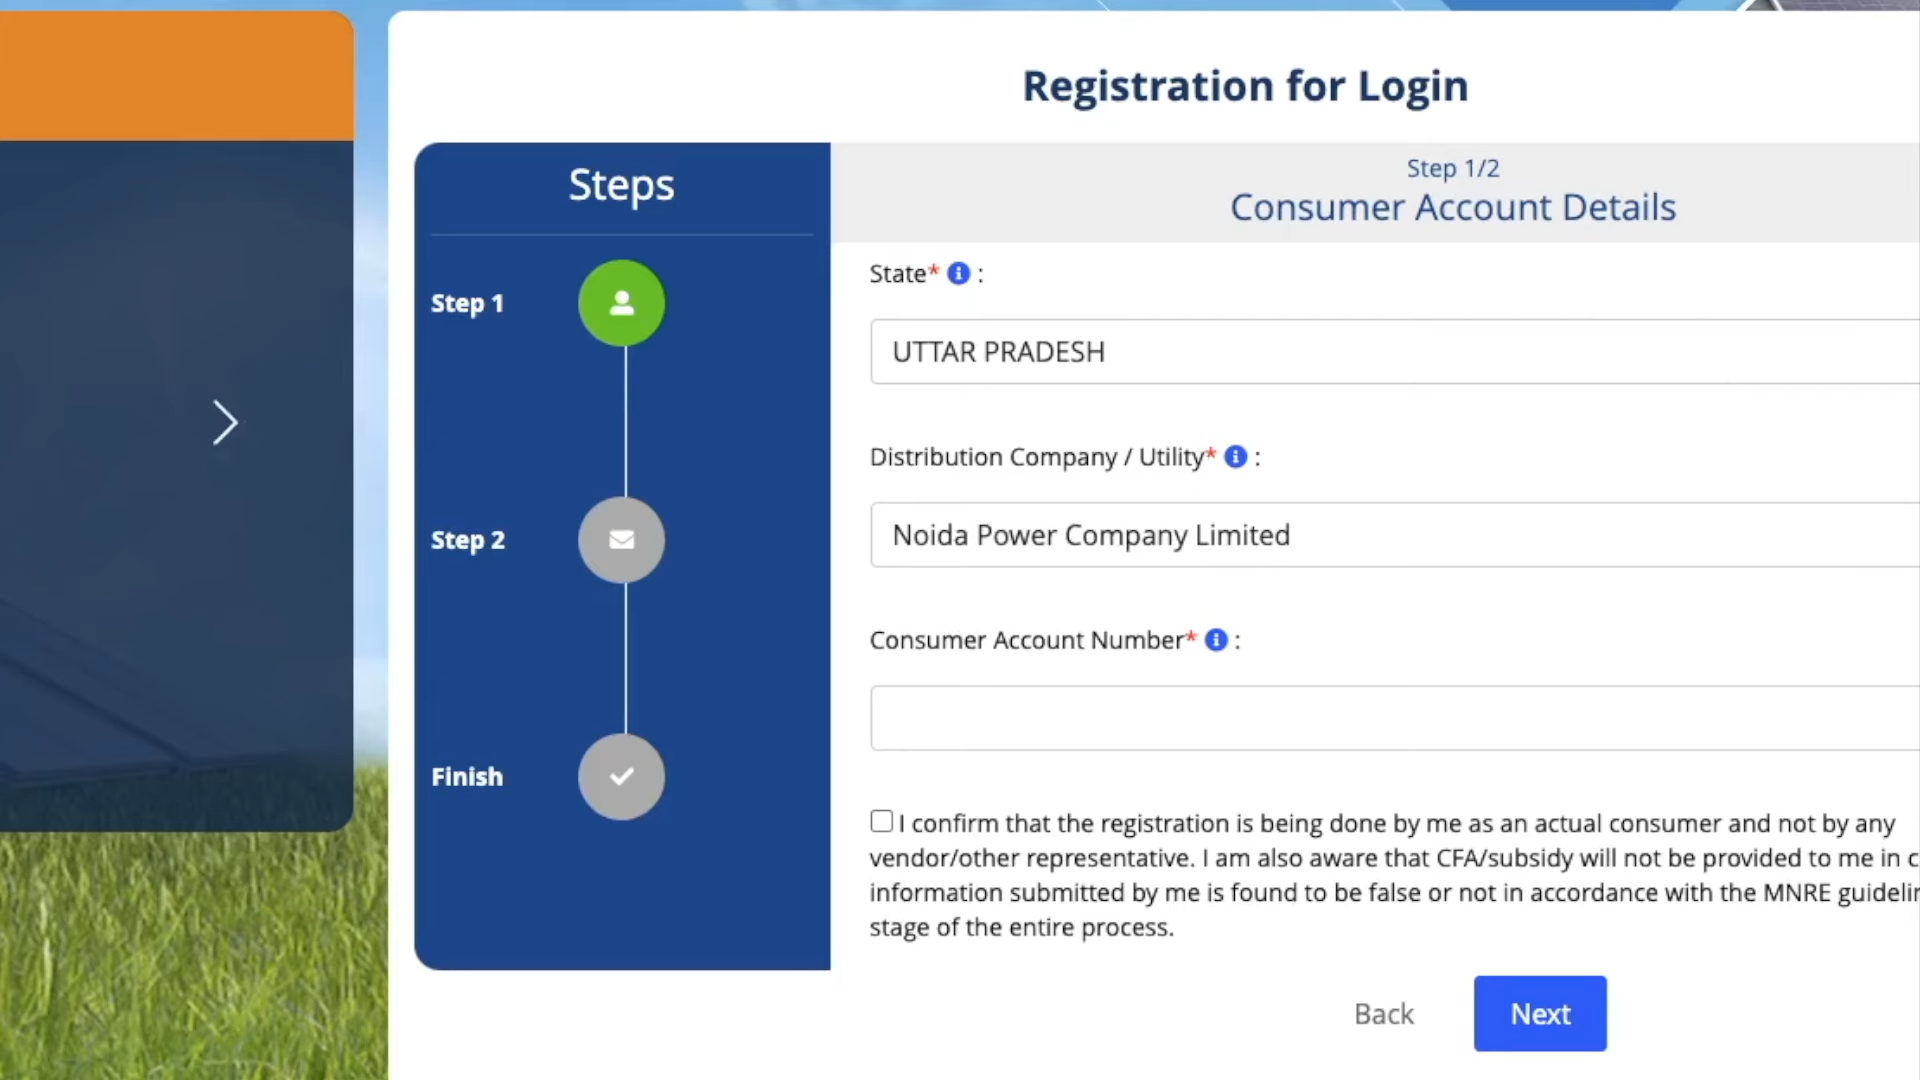 Registration for Login
Steps
Step 1
Step 2
Finish
Step 1/2
Consumer Account Details
State* :
UTTAR PRADESH
Distribution Company / Utility* :
Noida Power Company Limited
Consumer Account Number* :
I confirm that the registration is being done by me as an actual consumer and not by any
vendor/other representative. I am also aware that CFA/subsidy will not be provided to me in
information submitted by me is found to be false or not in accordance with the MNRE
stage of the entire process.
Back
Next